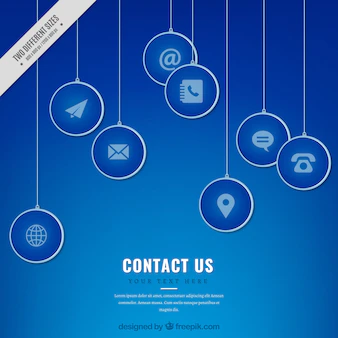 TWO DIFFERENT SIZES
@
CONTACT US
YOUR TEXT HERE
designed by freepik.com